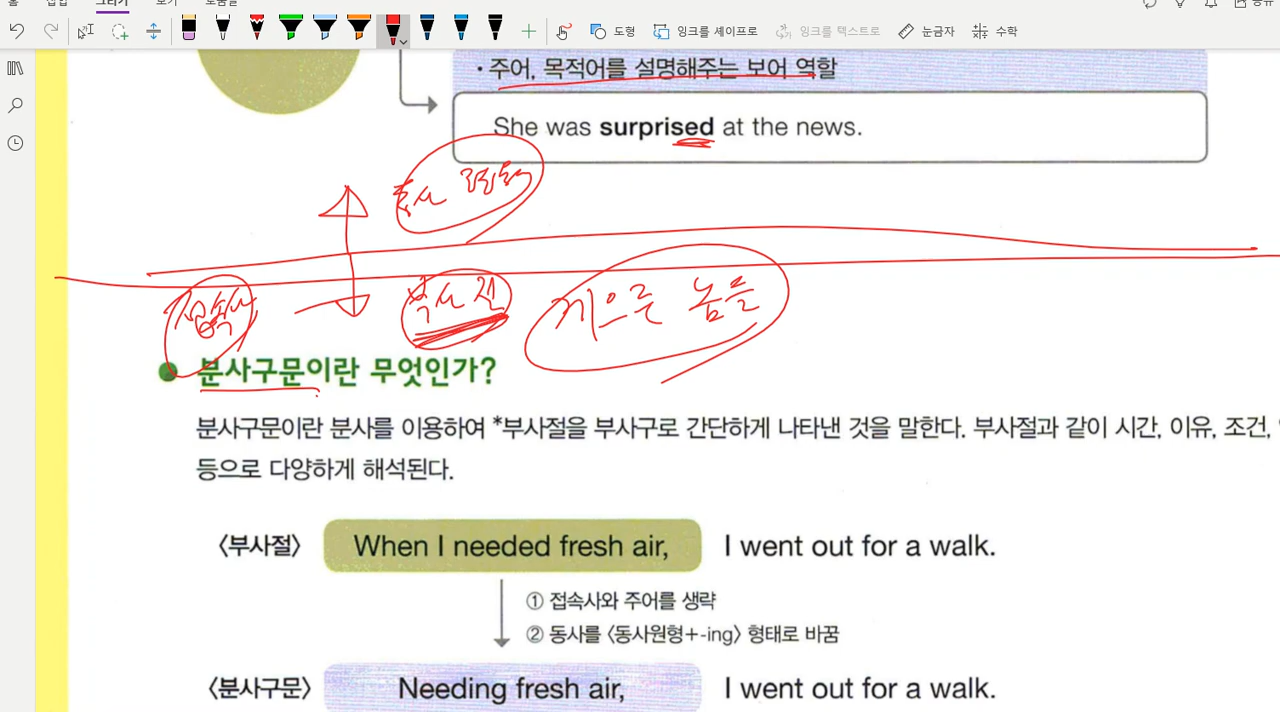 그리기
도형
잉크를 셰이프로
잉크를 텍스트로
눈금자
수학
• 주어, 목적어를 설명해주는 보어 역할
She was surprised at the news.
접속사
부사절
게으른 놈들
분사구문이란 무엇인가?
분사구문이란 분사를 이용하여 *부사절을 부사구로 간단하게 나타낸 것을 말한다. 부사절과 같이 시간, 이유, 조건,
등으로 다양하게 해석된다.
〈부사절〉 When I needed fresh air, I went out for a walk.
① 접속사와 주어를 생략
② 동사를 〈동사원형+-ing〉 형태로 바꿈
〈분사구문〉 Needing fresh air, I went out for a walk.